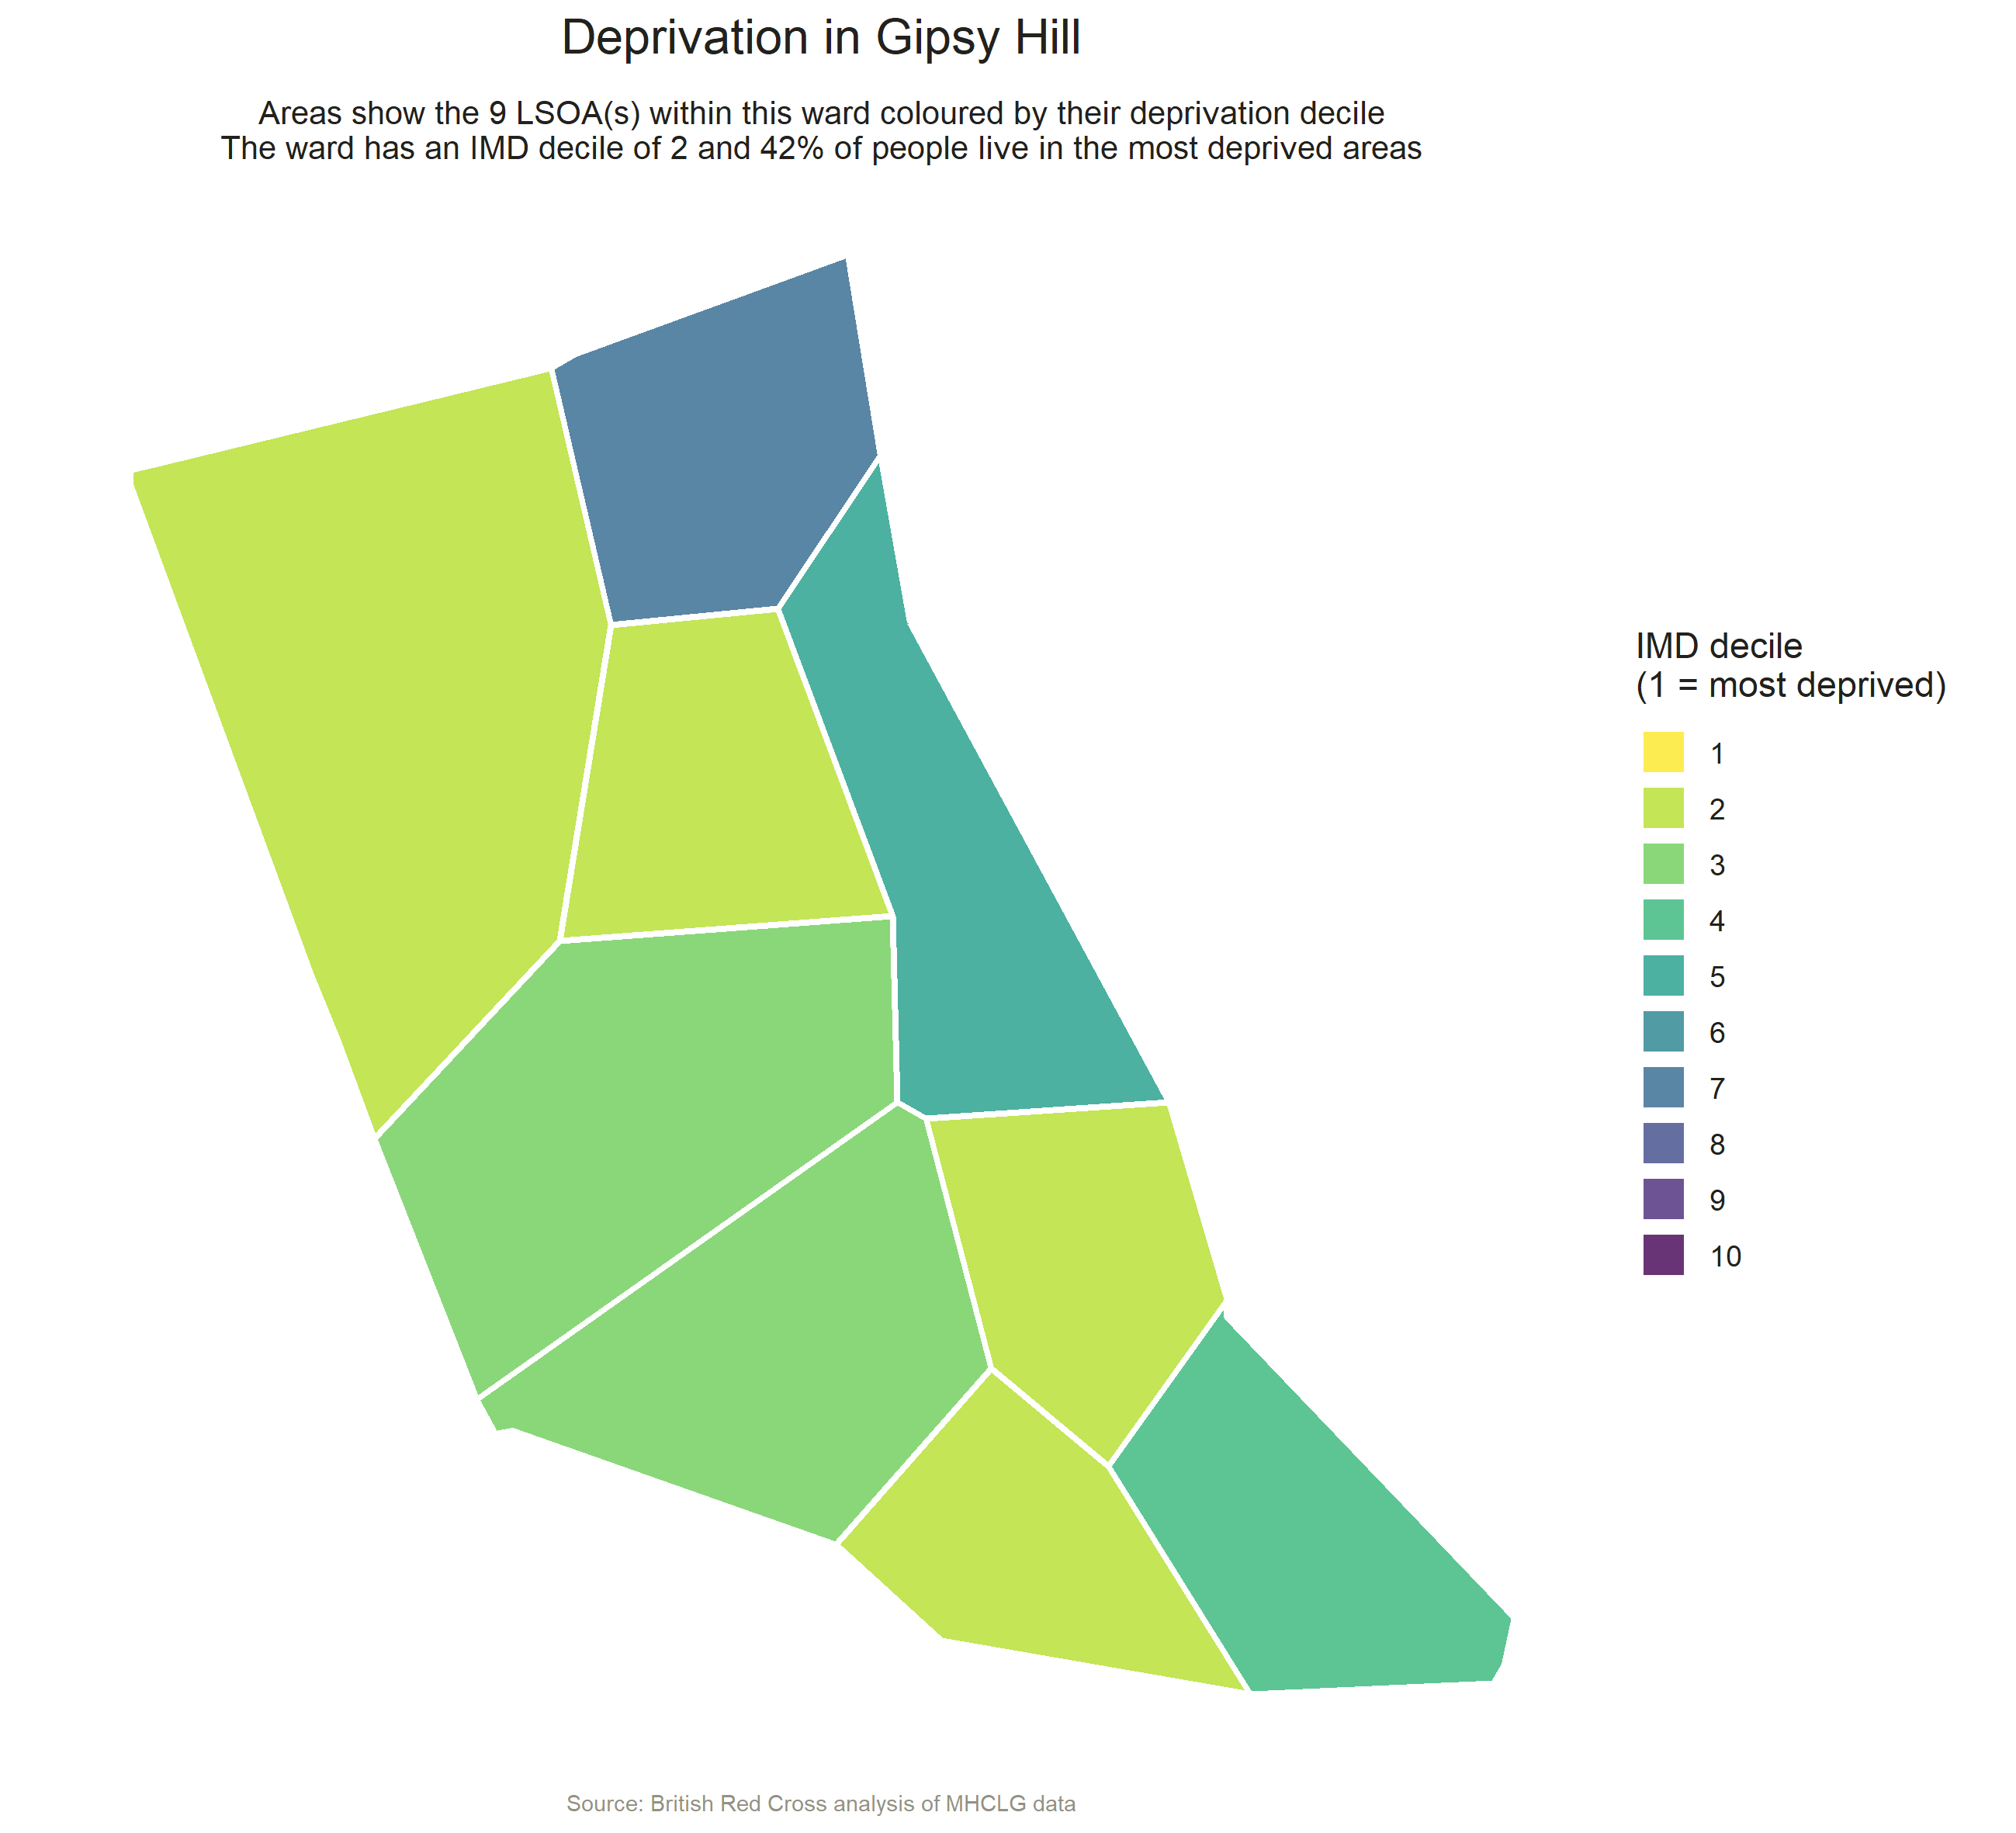 Deprivation in Gipsy Hill
Areas show the 9 LSOA(s) within this ward coloured by their deprivation decile
The ward has an IMD decile of 2 and 42% of people live in the most deprived areas
IMD decile
(1 = most deprived)
1
2
3
4
5
6
7
8
9
10
Source: British Red Cross analysis of MHCLG data